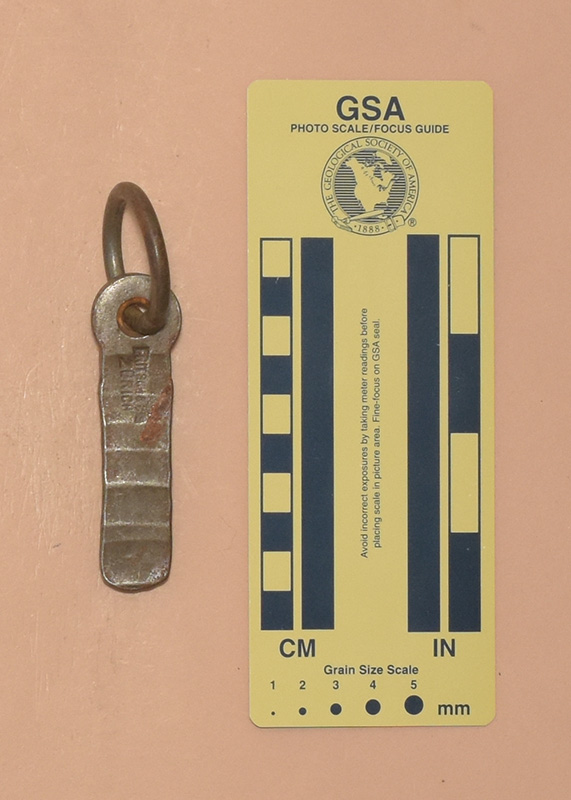 GSA
PHOTO SCALE/FOCUS GUIDE
THE GEOLOGICAL SOCIETY OF AMERICA
·1888·
®
Avoid incorrect exposures by taking meter readings before
placing scale in picture area. Fine-focus on GSA seal.
CM
IN
Grain Size Scale
1 2 3 4 5
mm